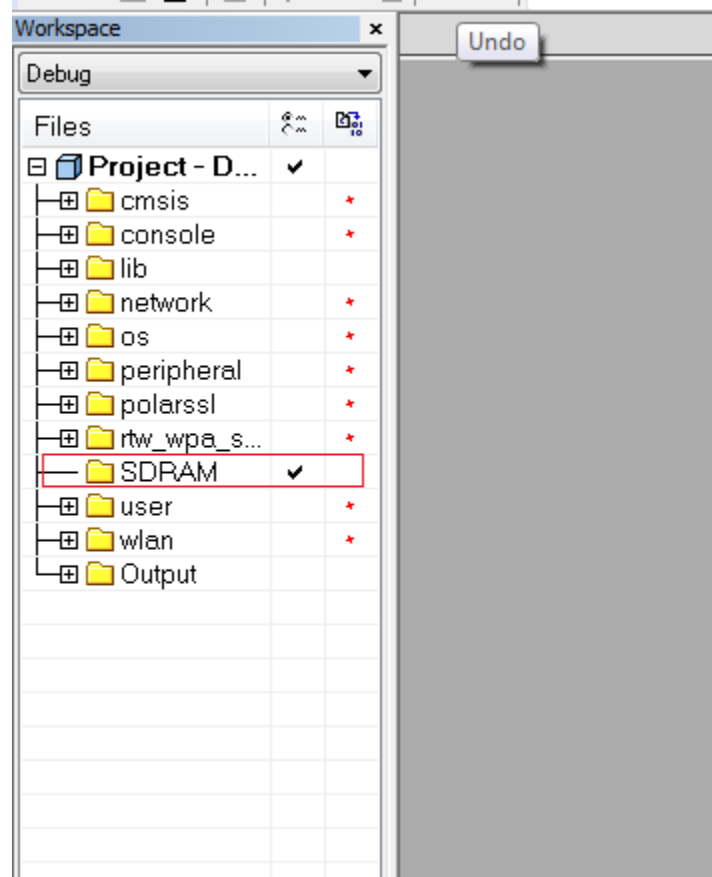 Workspace
Undo
Debug
Files
Project - D...
cmsis
console
lib
network
os
peripheral
polarssl
rtw_wpa_s...
SDRAM
user
wlan
Output